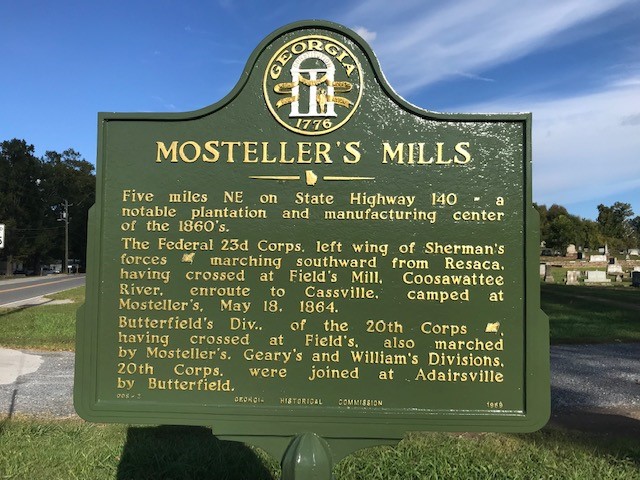 GEORGIA
1776
MOSTELLER'S MILLS
Five miles NE on State Highway 140 - a
notable plantation and manufacturing center
of the 1860's.
The Federal 23d Corps, left wing of Sherman's
forces marching southward from Resaca,
having crossed at Field's Mill, Coosawattee
River, enroute to Cassville, camped at
Mosteller's, May 18, 1864.
Butterfield's Div., of the 20th Corps ,
having crossed at Field's, also marched
by Mosteller's. Geary's and William's Divisions,
20th Corps, were joined at Adairsville
by Butterfield.
GEORGIA HISTORICAL COMMISSION